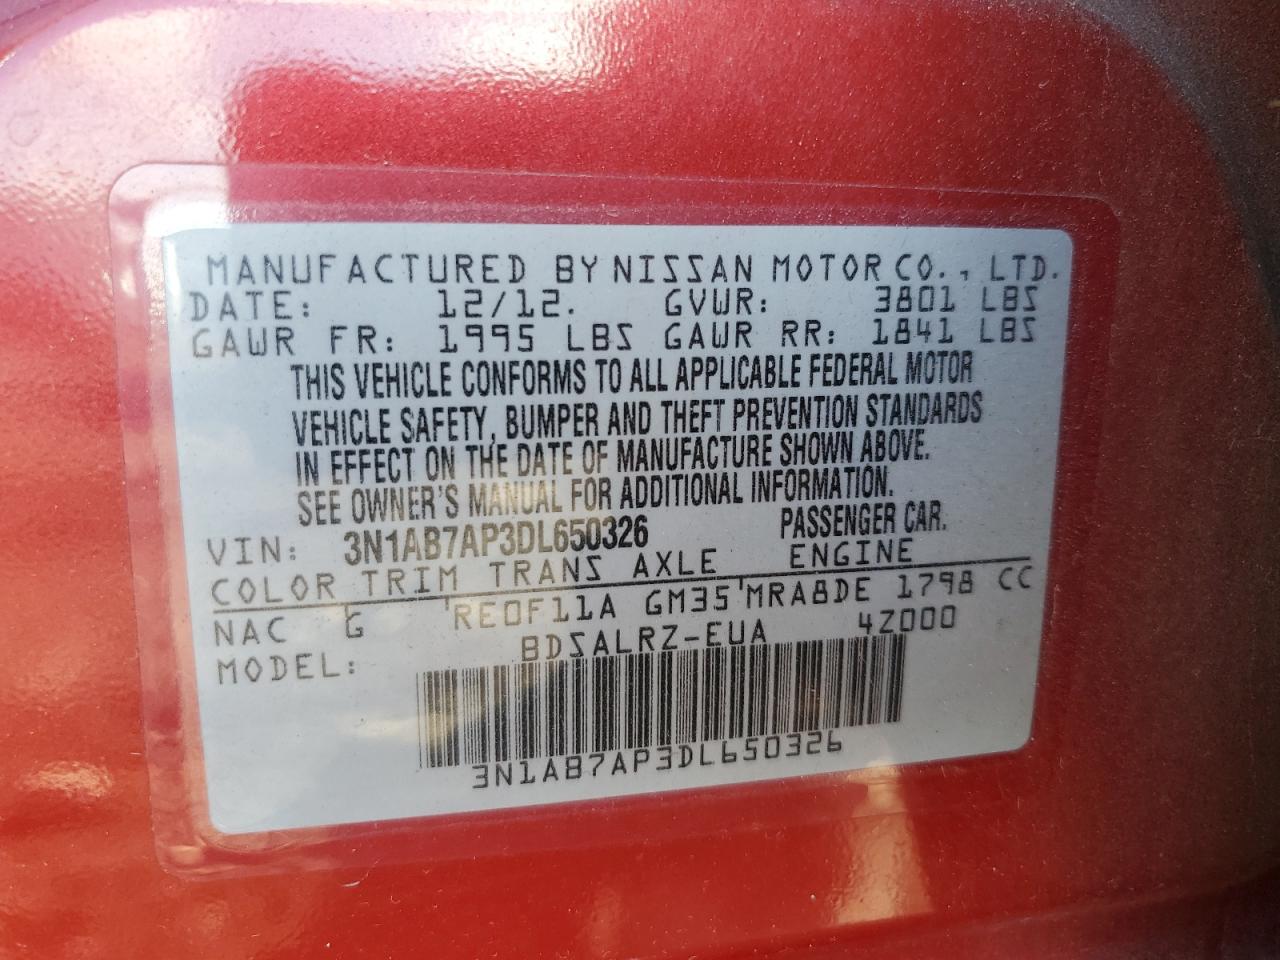 MANUFACTURED BY NISSAN MOTOR CO., LTD.
DATE: 12/12. GVWR: 3801 LBS
GAWR FR: 1995 LBS GAWR RR: 1841 LBS
THIS VEHICLE CONFORMS TO ALL APPLICABLE FEDERAL MOTOR
VEHICLE SAFETY, BUMPER AND THEFT PREVENTION STANDARDS
IN EFFECT ON THE DATE OF MANUFACTURE SHOWN ABOVE.
SEE OWNER'S MANUAL FOR ADDITIONAL INFORMATION.
VIN: 3N1AB7AP3DL650326 PASSENGER CAR.
COLOR TRIM TRANS AXLE ENGINE
NAC G 'RE0F11A GM35'MRA8DE 1798 CC
MODEL: BDSALRZ-EUA 4Z000
3N1AB7AP3DL650326